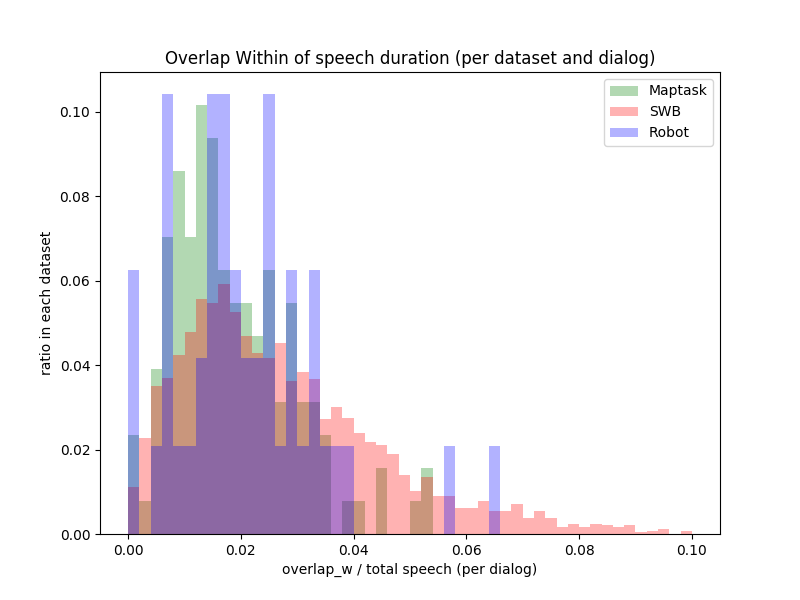 Overlap Within of speech duration (per dataset and dialog)
Maptask
SWB
Robot
ratio in each dataset
0.10
0.08
0.06
0.04
0.02
0.00
0.00 0.02 0.04 0.06 0.08 0.10
overlap_w / total speech (per dialog)